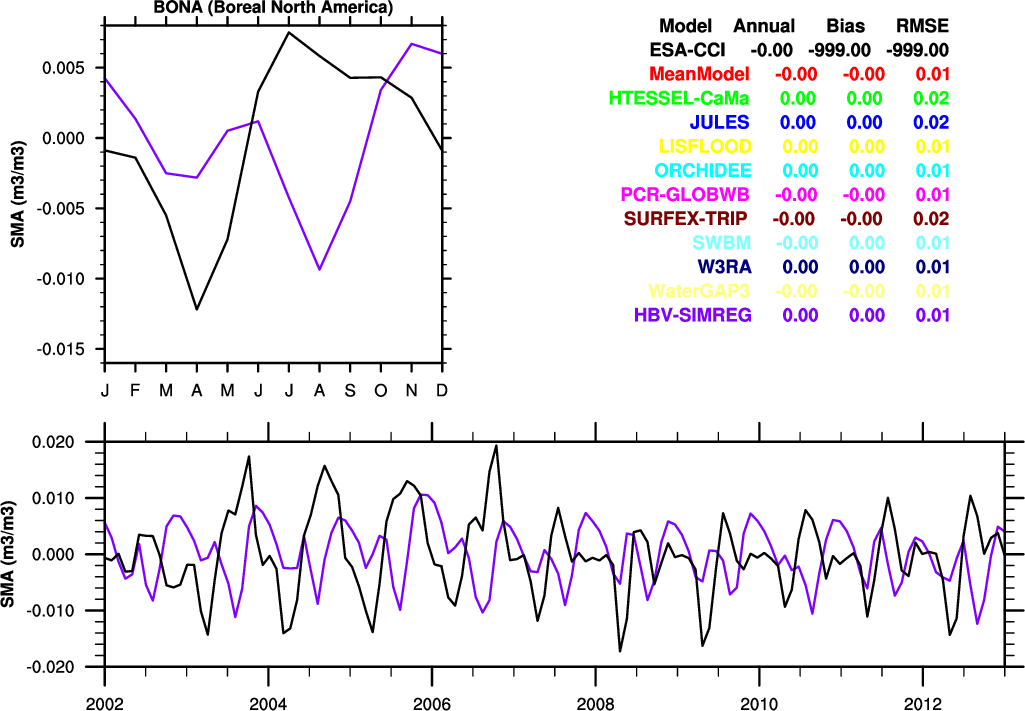 BONA (Boreal North America)
0.005
0.000
-0.005
-0.010
-0.015
SMA (m3/m3)
J F M A M J J A S O N D
Model Annual Bias RMSE
ESA-CCI -0.00 -999.00 -999.00
MeanModel -0.00 -0.00 0.01
HTESSEL-CaMa 0.00 0.00 0.02
JULES 0.00 0.00 0.02
LISFLOOD 0.00 0.00 0.01
ORCHIDEE 0.00 0.00 0.01
PCR-GLOBWB -0.00 -0.00 0.01
SURFEX-TRIP -0.00 -0.00 0.02
SWBM -0.00 0.00 0.01
W3RA 0.00 0.00 0.01
WaterGAP3 -0.00 -0.00 0.01
HBV-SIMREG 0.00 0.00 0.01
0.020
0.010
0.000
-0.010
-0.020
SMA (m3/m3)
2002 2004 2006 2008 2010 2012